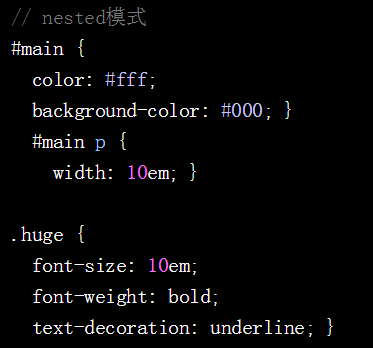 // nested模式
#main {
  color: #fff;
  background-color: #000; }
  #main p {
    width: 10em; }

.huge {
  font-size: 10em;
  font-weight: bold;
  text-decoration: underline; }